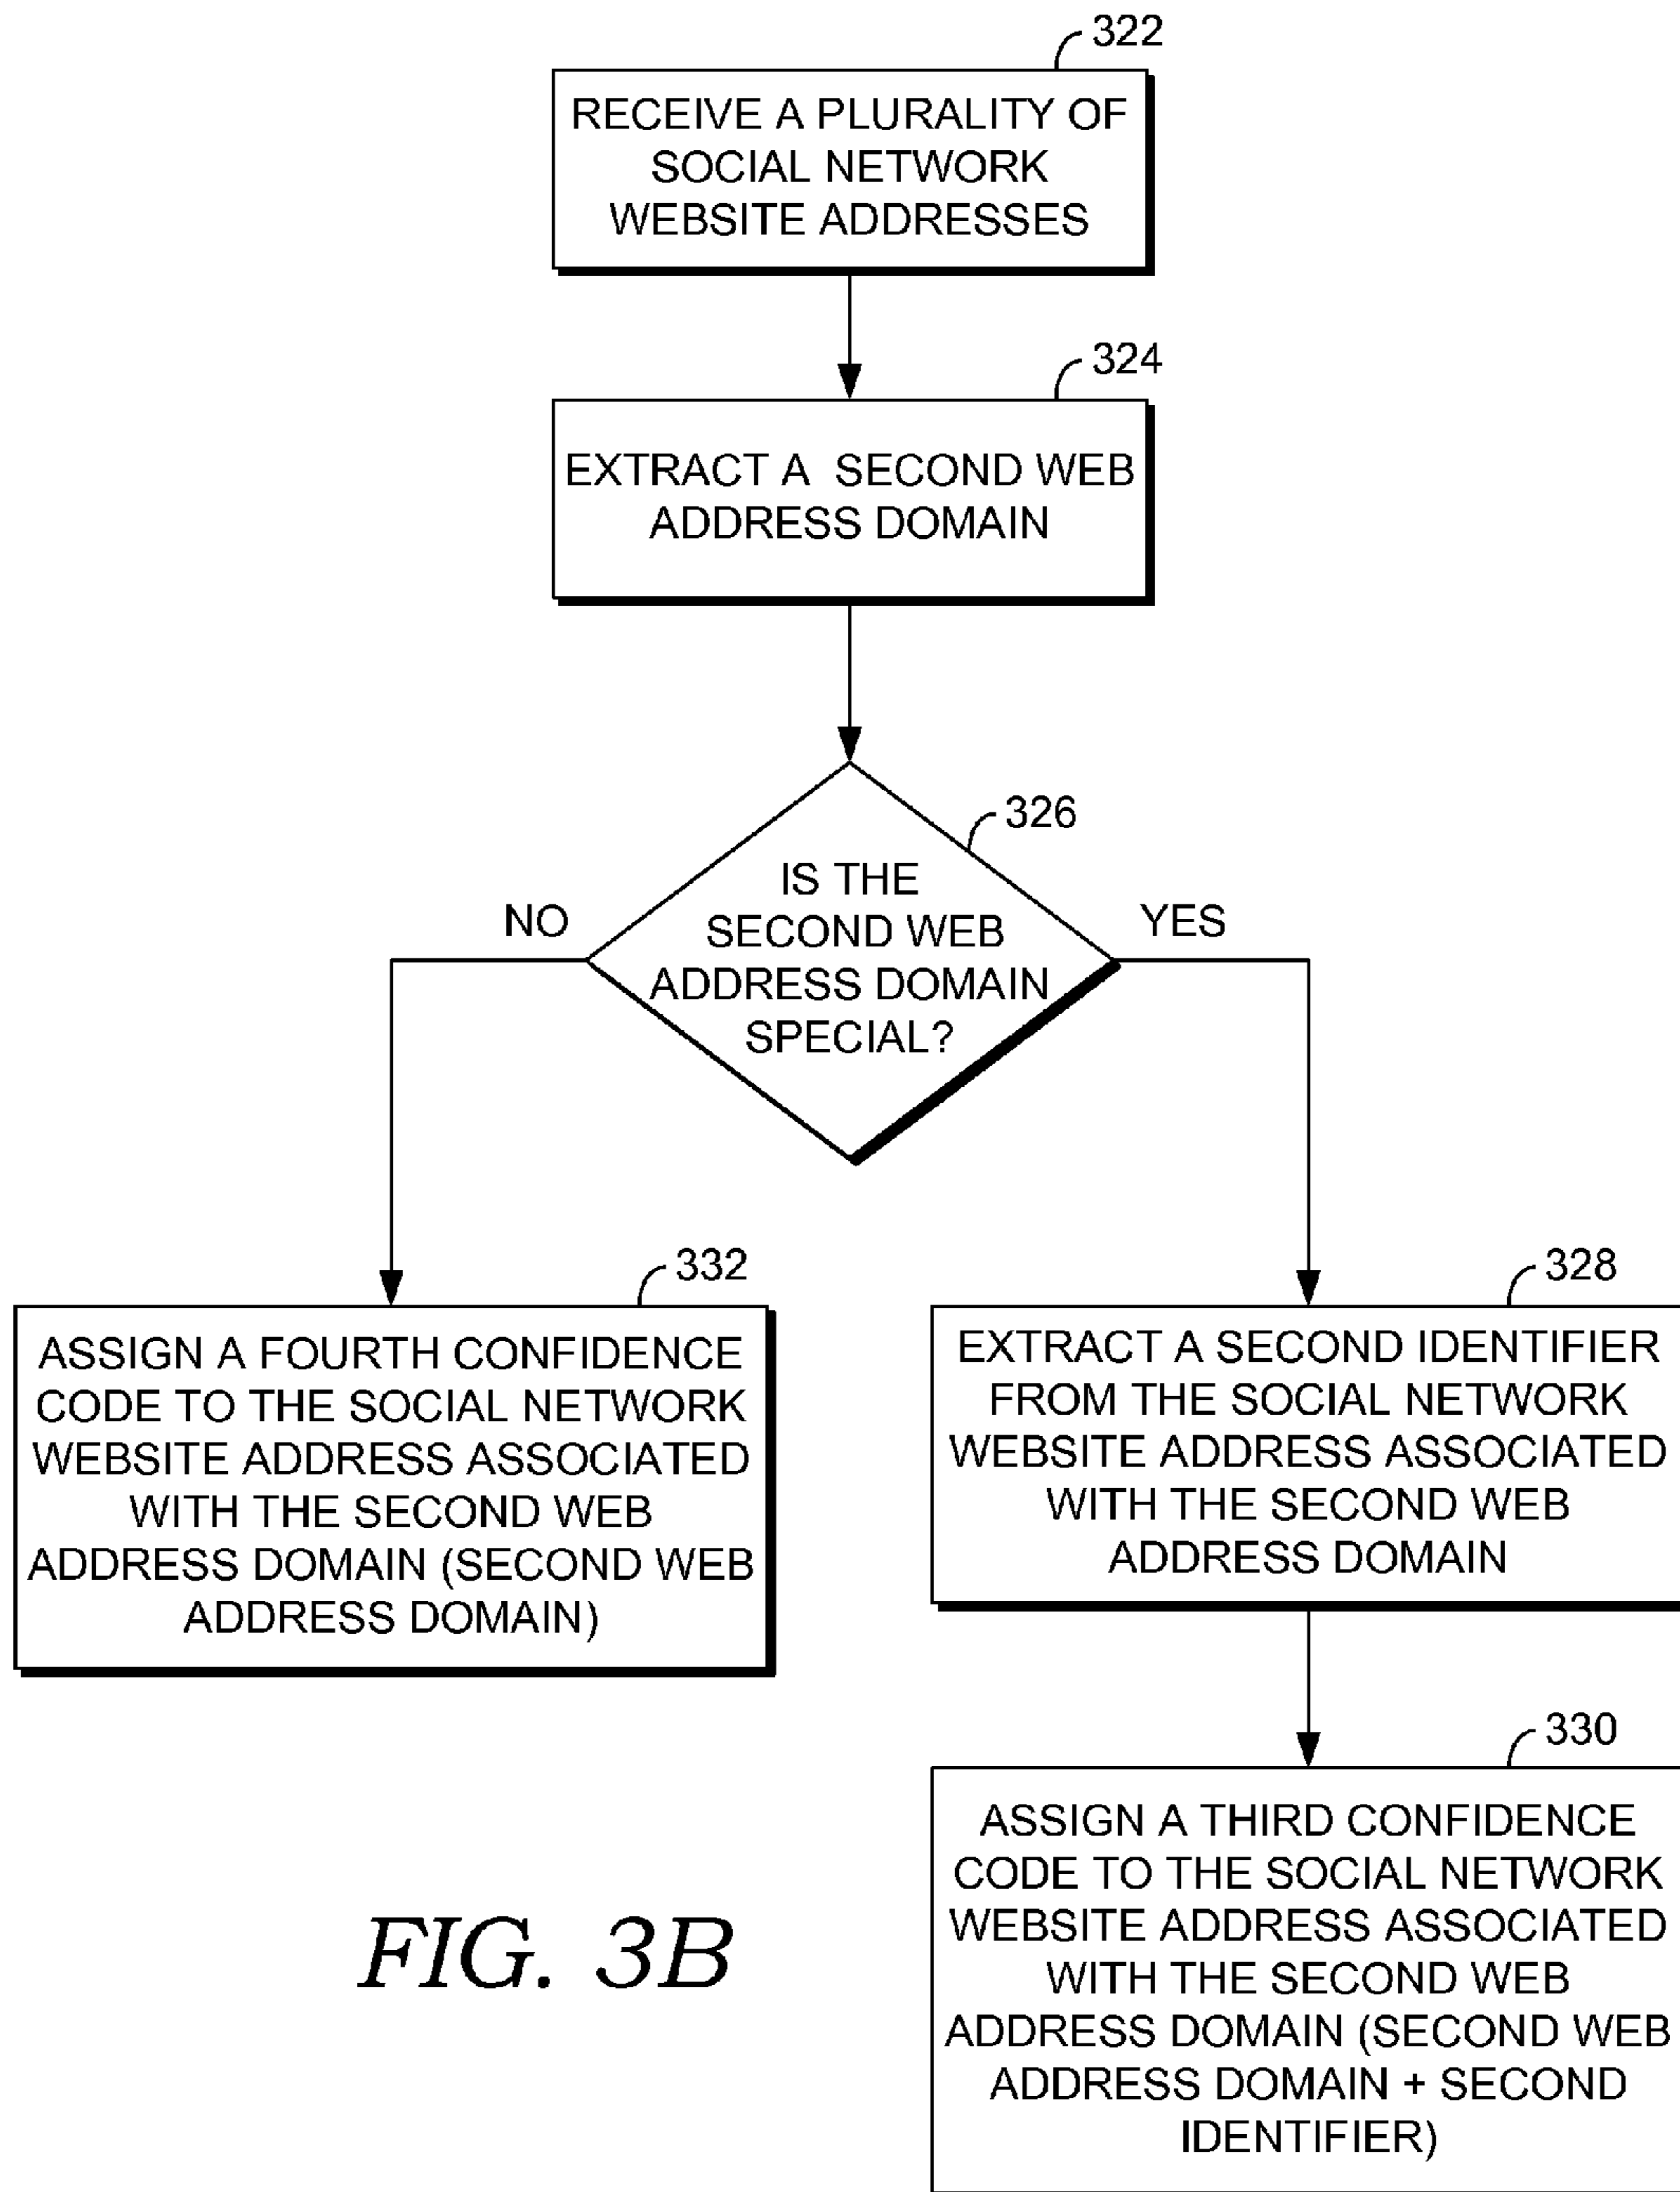 322
RECEIVE A PLURALITY OF
SOCIAL NETWORK
WEBSITE ADDRESSES
324
EXTRACT A SECOND WEB
ADDRESS DOMAIN
326
IS THE
SECOND WEB
ADDRESS DOMAIN
SPECIAL?
NO
YES
332
ASSIGN A FOURTH CONFIDENCE
CODE TO THE SOCIAL NETWORK
WEBSITE ADDRESS ASSOCIATED
WITH THE SECOND WEB
ADDRESS DOMAIN (SECOND WEB
ADDRESS DOMAIN)
328
EXTRACT A SECOND IDENTIFIER
FROM THE SOCIAL NETWORK
WEBSITE ADDRESS ASSOCIATED
WITH THE SECOND WEB
ADDRESS DOMAIN
330
ASSIGN A THIRD CONFIDENCE
CODE TO THE SOCIAL NETWORK
WEBSITE ADDRESS ASSOCIATED
WITH THE SECOND WEB
ADDRESS DOMAIN (SECOND WEB
ADDRESS DOMAIN + SECOND
IDENTIFIER)
FIG. 3B